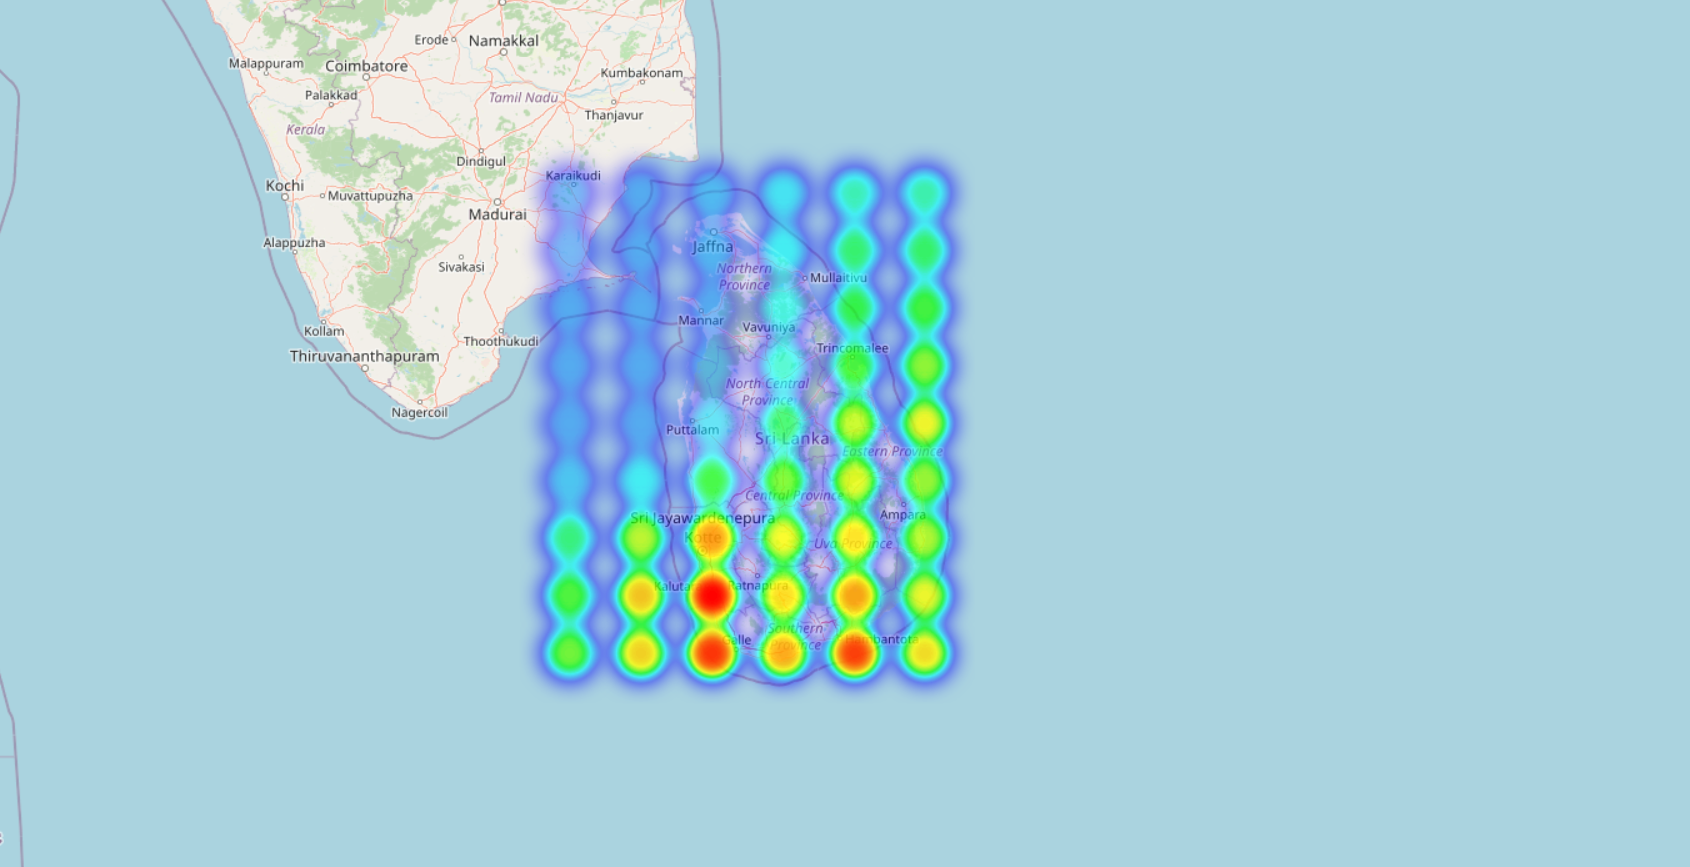 Erode
Namakkal
Malappuram
Coimbatore
Kumbakonam
Palakkad
Tamil Nadu
Thanjavur
Kerala
Dindigul
Karaikudi
Kochi
Muvattupuzha
Madurai
Alappuzha
Jaffna
Sivakasi
Northern
Province
Mullaitivu
Mannar
Vavuniya
Kollam
Thoothukudi
Trincomalee
Thiruvananthapuram
North Central
Province
Nagercoil
Puttalam
Sri Lanka
Eastern Province
Central Province
Ampara
Sri Jayawardenepura
Kotte
Uva Province
Kaluta
Ratnapura
Southern
Province
Galle
Hambantota